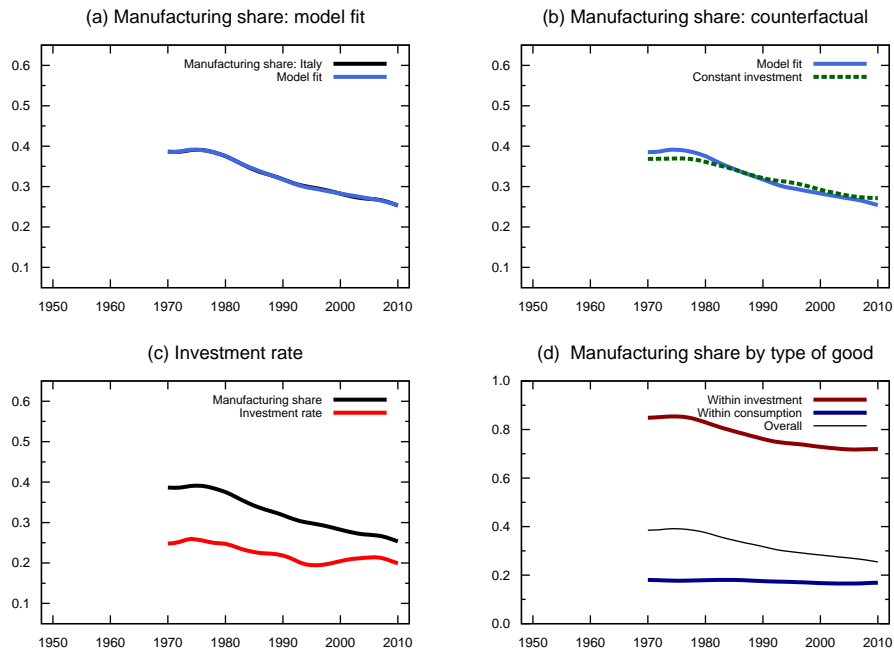 (a) Manufacturing share: model fit
Manufacturing share: Italy
Model fit
0.6
0.5
0.4
0.3
0.2
0.1
1950 1960 1970 1980 1990 2000 2010
(b) Manufacturing share: counterfactual
Model fit
Constant investment
0.6
0.5
0.4
0.3
0.2
0.1
1950 1960 1970 1980 1990 2000 2010
(c) Investment rate
Manufacturing share
Investment rate
0.6
0.5
0.4
0.3
0.2
0.1
1950 1960 1970 1980 1990 2000 2010
(d) Manufacturing share by type of good
Within investment
Within consumption
Overall
1.0
0.8
0.6
0.4
0.2
0.0
1950 1960 1970 1980 1990 2000 2010